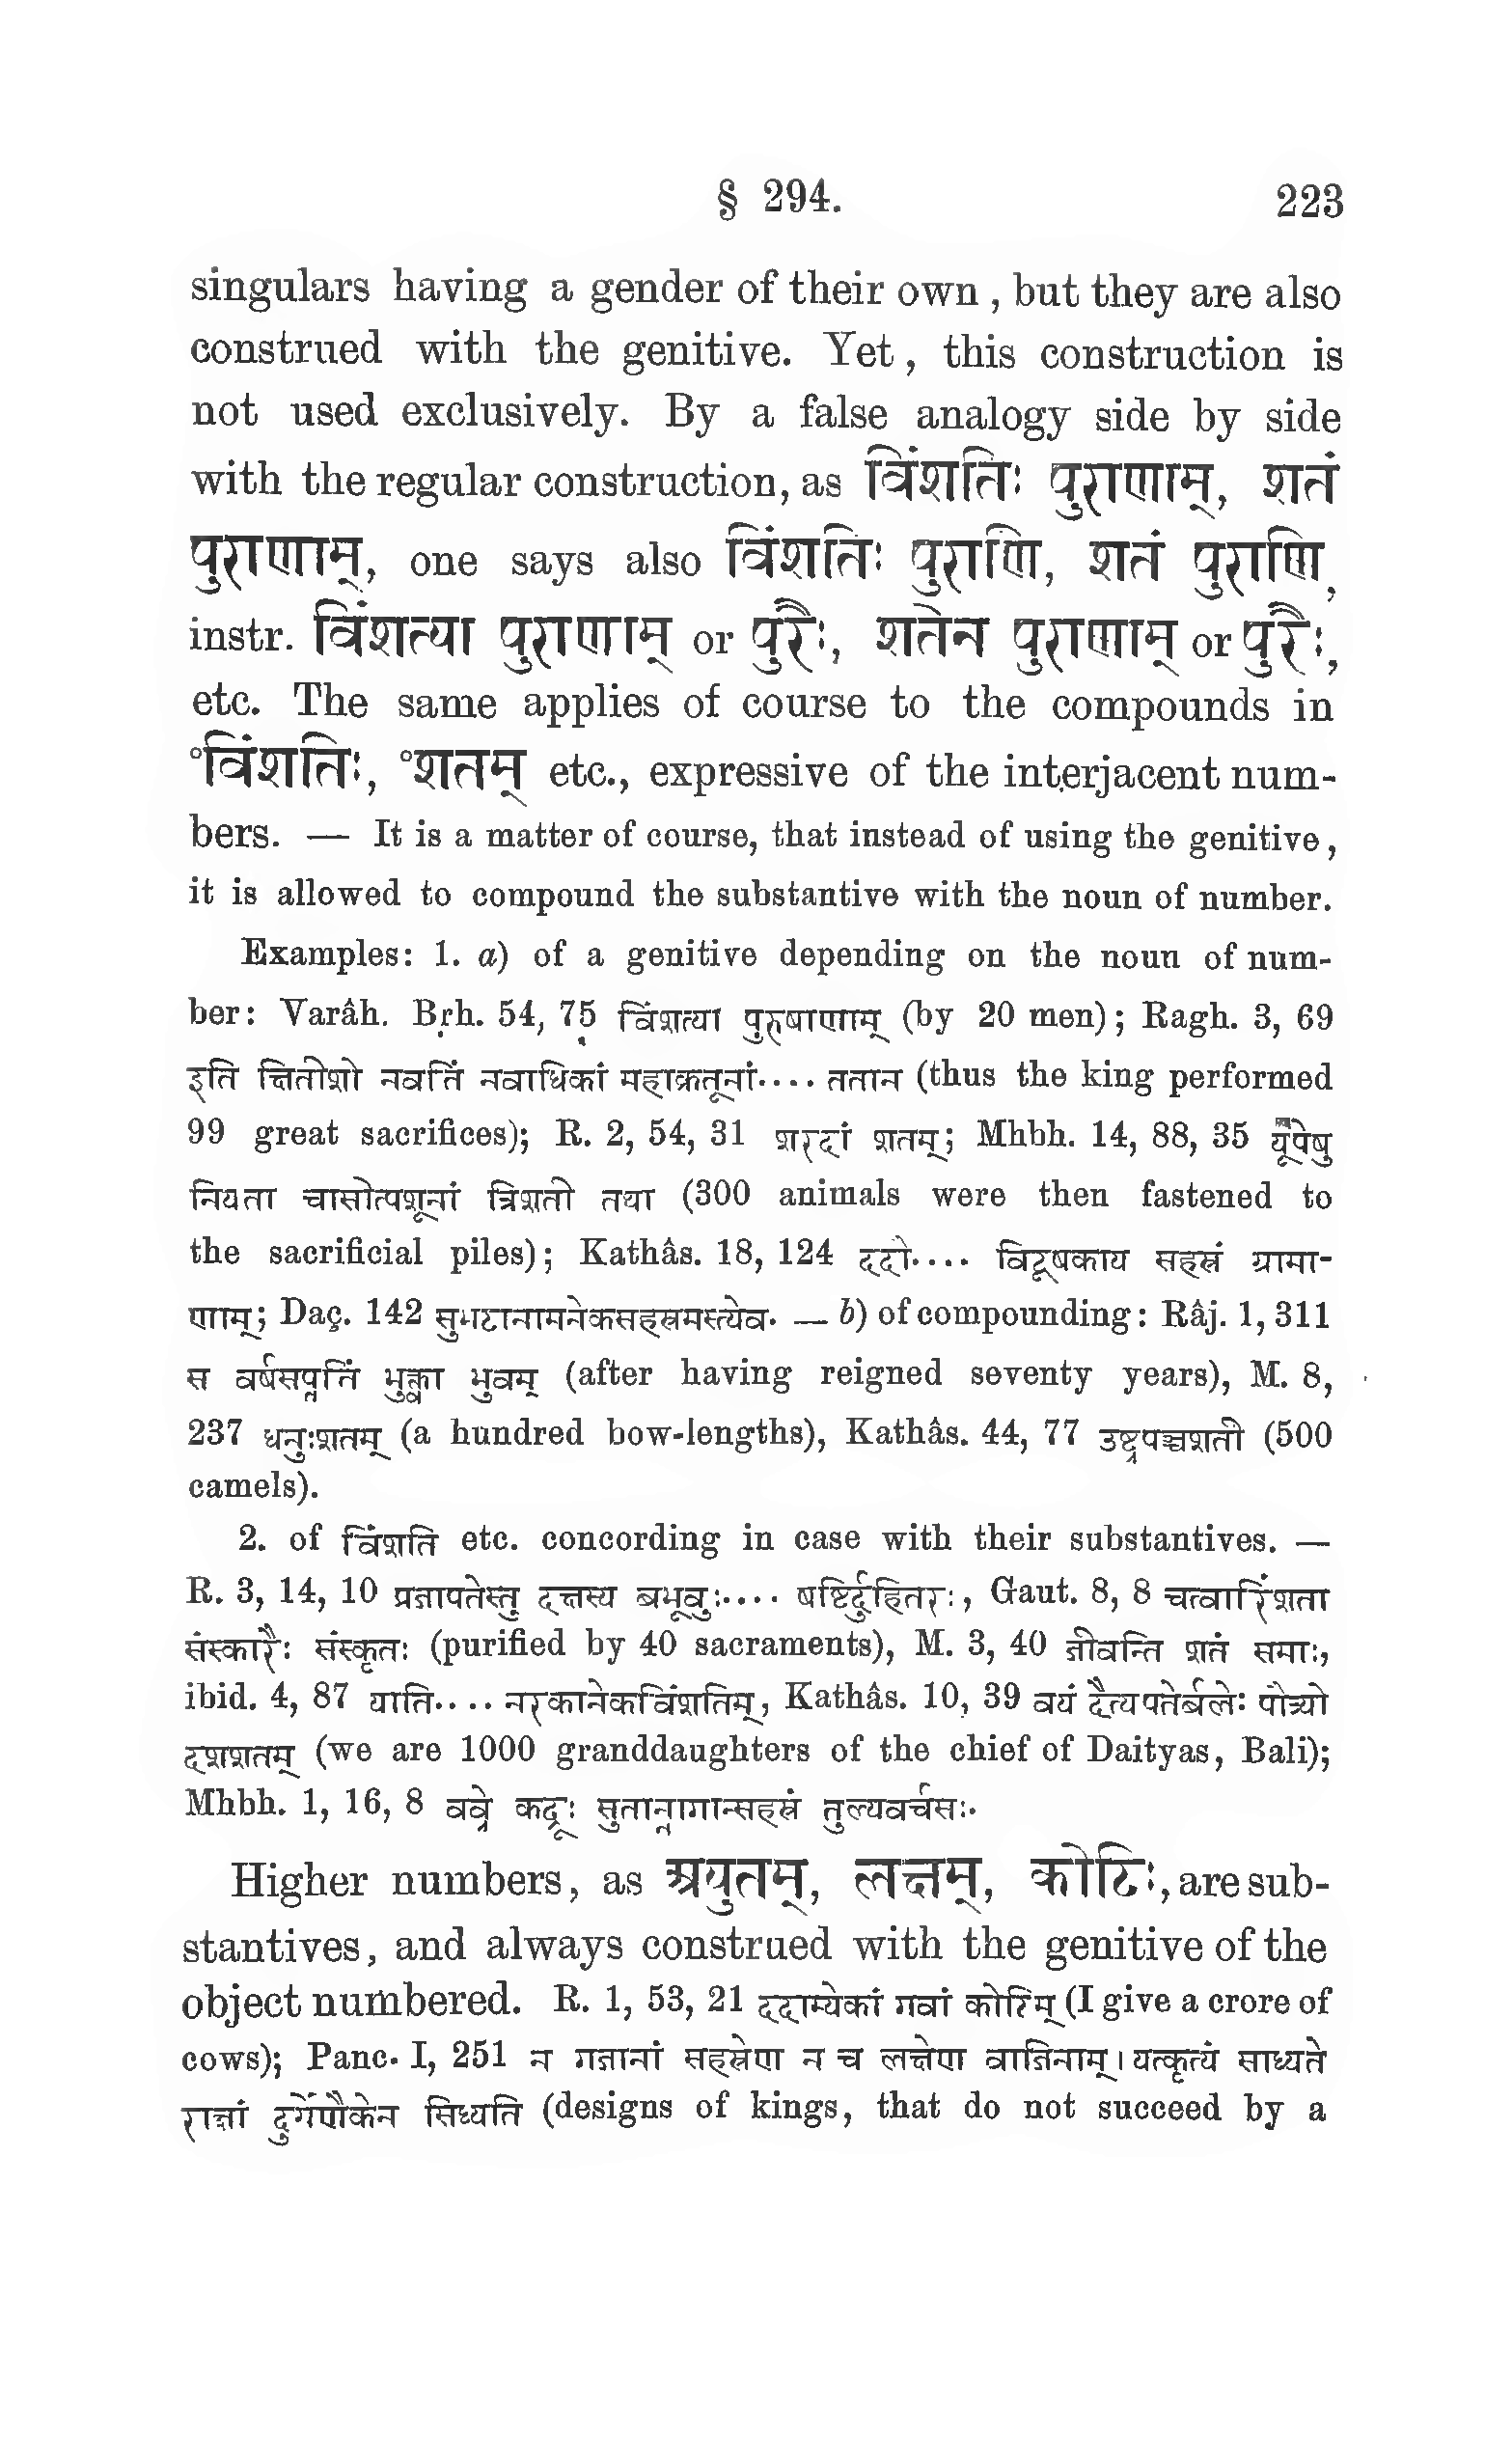 § 294. 223
singulars having a gender of their own, but they are also
construed with the genitive. Yet, this construction is
not used exclusively. By a false analogy side by side
with the regular construction, as विंशतिः पुराणाम्, शतं
पुराणाम्, one says also विंशतिः पुराणि, शतं पुराणि,
instr. विंशत्या पुराणाम् or पुरैः, शतेन पुराणाम् or पुरैः,
etc. The same applies of course to the compounds in
°विंशतिः, °शतम् etc., expressive of the interjacent num-
bers. — It is a matter of course, that instead of using the genitive,
it is allowed to compound the substantive with the noun of number.
Examples: 1. a) of a genitive depending on the noun of num-
ber: Varâh. Bṛh. 54, 75 विंशत्या पुरुषाणाम् (by 20 men); Ragh. 3, 69
इति क्षितीशो नवतिं नवाधिकां महाक्रतूनां.... ततान (thus the king performed
99 great sacrifices); R. 2, 54, 31 शरदां शतम्; Mhbh. 14, 88, 35 यूपेषु
नियता चासीत्पशूनां त्रिशती तथा (300 animals were then fastened to
the sacrificial piles); Kathâs. 18, 124 ददौ.... विदूषकाय सहस्रं ग्रामा-
णाम्; Daç. 142 सुभटानामनेकसहस्रमस्त्येव. — b) of compounding: Râj. 1, 311
स वर्षसप्ततिं भुक्त्वा भुवम् (after having reigned seventy years), M. 8,
237 धनुःशतम् (a hundred bow-lengths), Kathâs. 44, 77 उष्ट्रपञ्चशती (500
camels).
2. of विंशति etc. concording in case with their substantives. —
R. 3, 14, 10 प्रजापतेस्तु दक्षस्य बभूवुः.... षष्टिर्दुहितरः, Gaut. 8, 8 चत्वारिंशता
संस्कारैः संस्कृतः (purified by 40 sacraments), M. 3, 40 जीवन्ति शतं समाः,
ibid. 4, 87 याति.... नरकानेकविंशतिम्, Kathâs. 10, 39 वयं दैत्यपतेर्बलेः पौत्र्यो
दशशतम् (we are 1000 granddaughters of the chief of Daityas, Bali);
Mhbh. 1, 16, 8 वव्रे कद्रूः सुतान्नागान्सहस्रं तुल्यवर्चसः.
Higher numbers, as अयुतम्, लक्षम्, कोटिः, are sub-
stantives, and always construed with the genitive of the
object numbered. R. 1, 53, 21 ददाम्येकां गवां कोटिम् (I give a crore of
cows); Panc. I, 251 न गजानां सहस्रेण न च लक्षेण वाजिनाम्। यत्कृत्यं साध्यते
राज्ञां दुर्गेणैकेन सिध्यति (designs of kings, that do not succeed by a